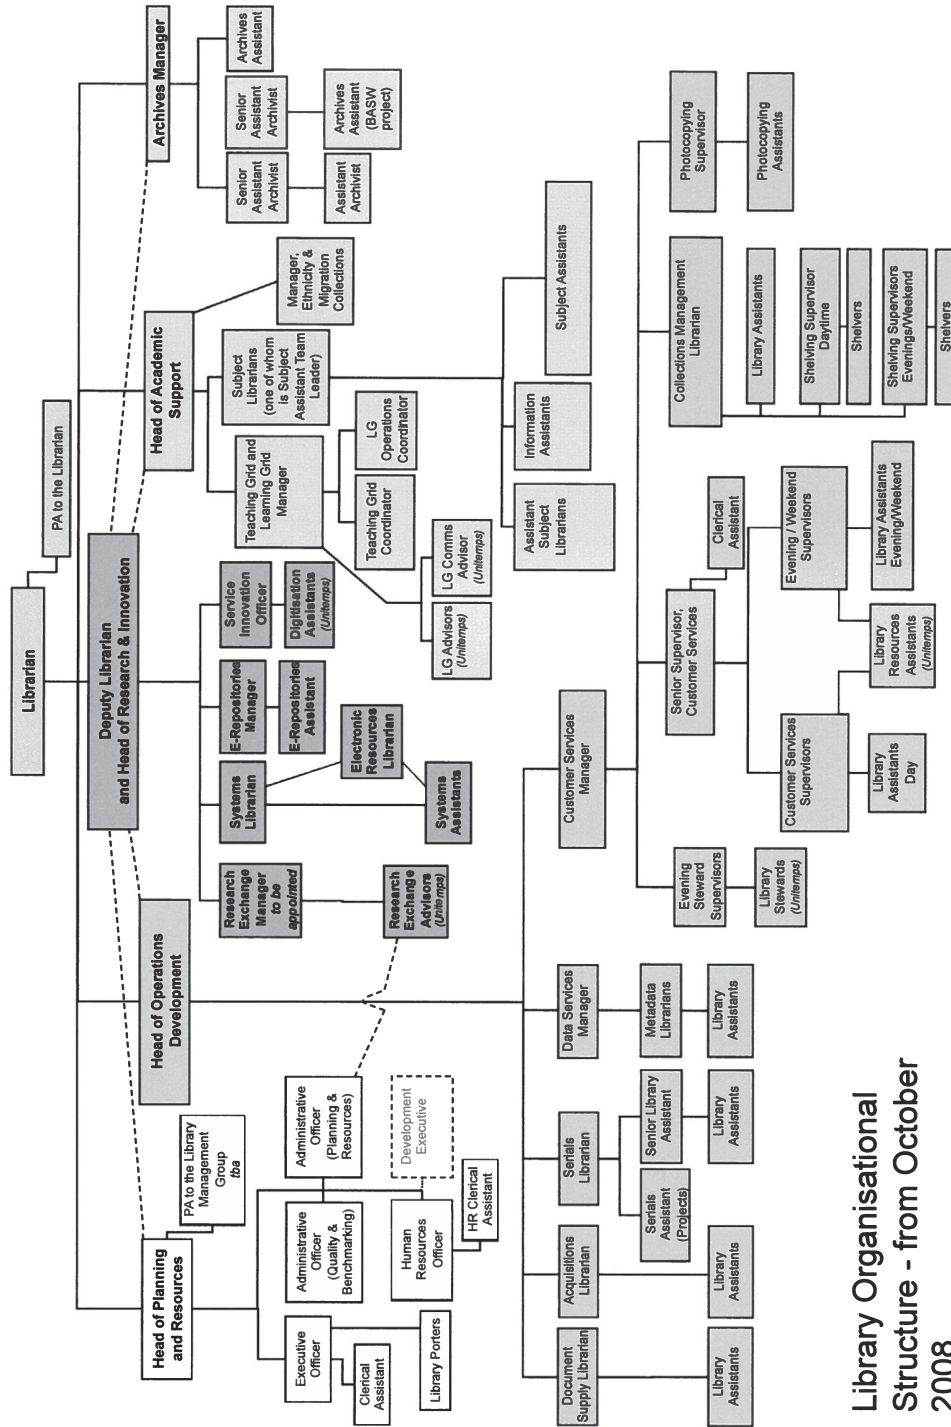 Librarian
PA to the Librarian
Deputy Librarian
and Head of Research & Innovation
Head of Planning
and Resources
Head of Operations
Development
Head of Academic
Support
Archives Manager
PA to the Library
Management
Group
tba
Executive
Officer
Clerical
Assistant
Library Porters
Administrative
Officer
(Quality &
Benchmarking)
Administrative
Officer
(Planning &
Resources)
Human
Resources
Officer
Development
Executive
HR Clerical
Assistant
Research
Exchange
Manager
to be
appointed
Research
Exchange
Advisors
(Unitemps)
Systems
Librarian
Electronic
Resources
Librarian
Systems
Assistants
E-Repositories
Manager
E-Repositories
Assistant
Service
Innovation
Officer
Digitisation
Assistants
(Unitemps)
Teaching Grid and
Learning Grid
Manager
Teaching Grid
Coordinator
LG
Operations
Coordinator
LG Advisors
(Unitemps)
LG Comms
Advisor
(Unitemps)
Subject
Librarians
(one of whom
is Subject
Assistant Team
Leader)
Manager,
Ethnicity &
Migration
Collections
Assistant
Subject
Librarians
Information
Assistants
Subject Assistants
Senior
Assistant
Archivist
Senior
Assistant
Archivist
Archives
Assistant
Assistant
Archivist
Archives
Assistant
(BASW
project)
Document
Supply Librarian
Library
Assistants
Acquisitions
Librarian
Library
Assistants
Serials
Librarian
Serials
Assistant
(Projects)
Senior Library
Assistant
Library
Assistants
Data Services
Manager
Metadata
Librarians
Library
Assistants
Customer Services
Manager
Evening
Steward
Supervisors
Library
Stewards
(Unitemps)
Senior Supervisor,
Customer Services
Clerical
Assistant
Customer Services
Supervisors
Evening / Weekend
Supervisors
Library
Assistants
Day
Library
Resources
Assistants
(Unitemps)
Library Assistants
Evening/Weekend
Collections Management
Librarian
Library Assistants
Shelving Supervisor
Daytime
Shelvers
Shelving Supervisors
Evenings/Weekend
Shelvers
Photocopying
Supervisor
Photocopying
Assistants
Library Organisational
Structure - from October
2008